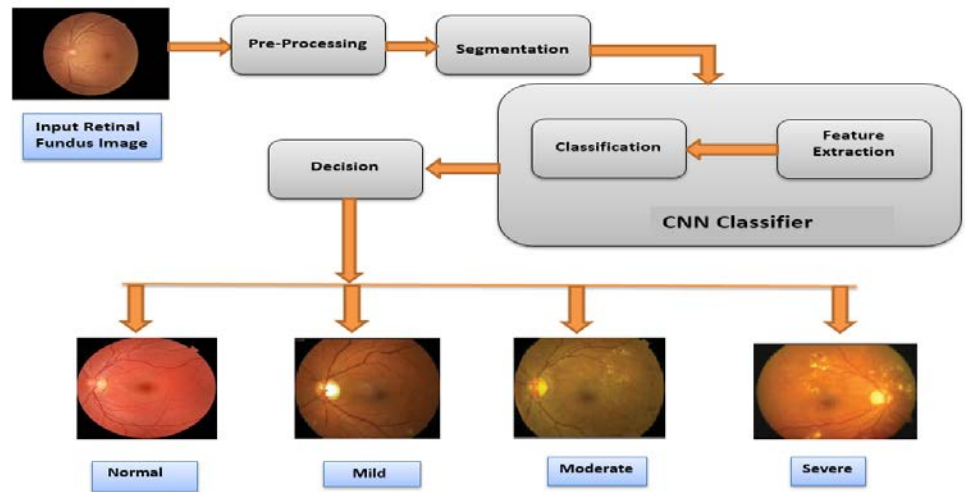 Pre-Processing
Segmentation
Input Retinal
Fundus Image
Feature
Extraction
Classification
CNN Classifier
Decision
Normal
Mild
Moderate
Severe